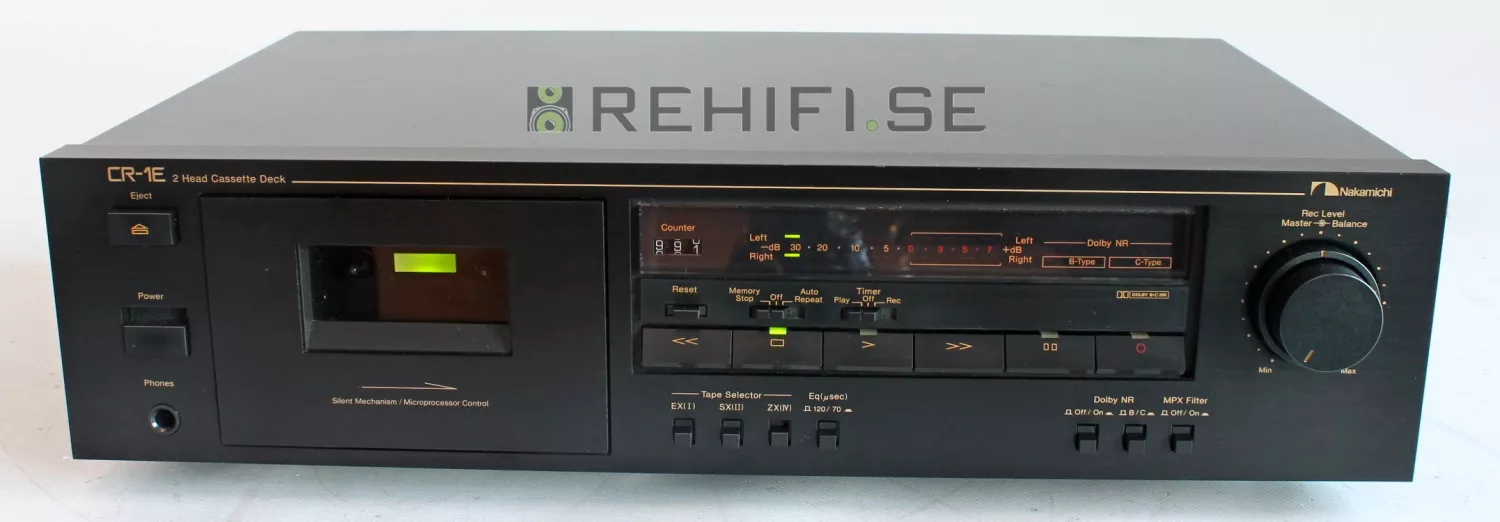 REHIFI.SE
CR-1E 2 Head Cassette Deck
Nakamichi
Eject
Power
Phones
Silent Mechanism / Microprocessor Control
Counter
991
Left
-dB 30 · 20 · 10 · 5 · 0 · 3 · 5 · 7 +dB
Right
Left
Right
Dolby NR
B-Type C-Type
Reset
Memory
Stop
Off
Auto
Repeat
Timer
Play Off Rec
DOLBY B-C NR
Tape Selector
EX(I) SX(II) ZX(IV)
Eq(μsec)
120/70
Dolby NR
Off/On B/C
MPX Filter
Off/On
Rec Level
Master Balance
Min Max